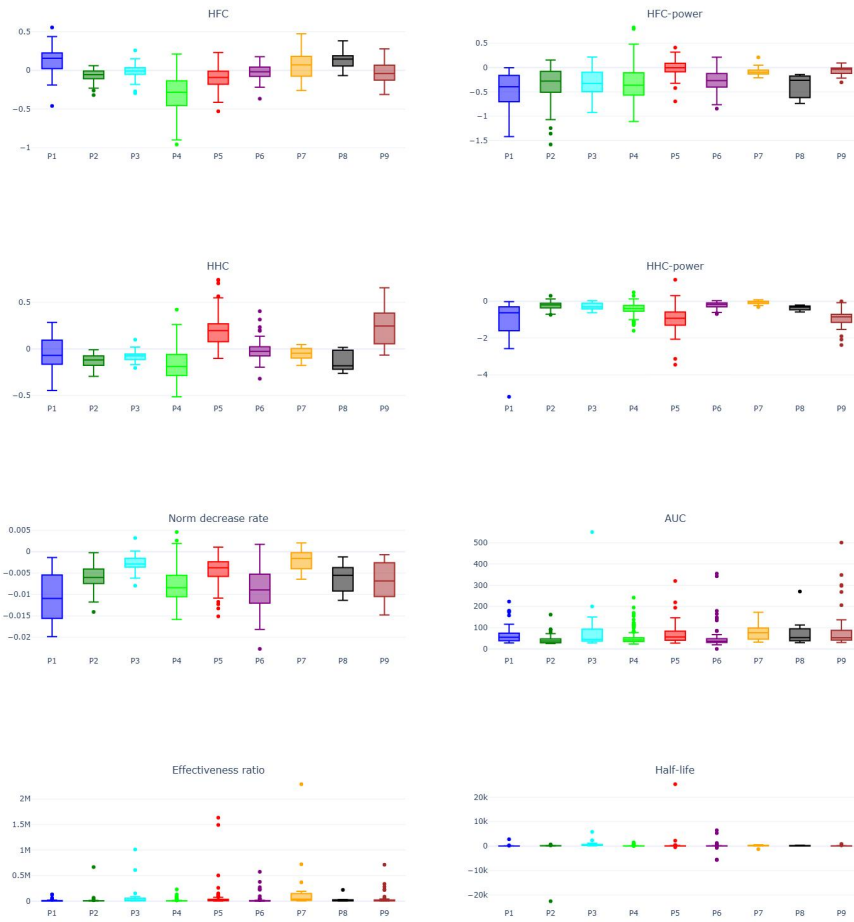 HFC
0.5
0
−0.5
−1
P1 P2 P3 P4 P5 P6 P7 P8 P9
HFC-power
0.5
0
−0.5
−1
−1.5
P1 P2 P3 P4 P5 P6 P7 P8 P9
HHC
0.5
0
−0.5
P1 P2 P3 P4 P5 P6 P7 P8 P9
HHC-power
0
−2
−4
P1 P2 P3 P4 P5 P6 P7 P8 P9
Norm decrease rate
0.005
0
−0.005
−0.01
−0.015
−0.02
P1 P2 P3 P4 P5 P6 P7 P8 P9
AUC
500
400
300
200
100
0
P1 P2 P3 P4 P5 P6 P7 P8 P9
Effectiveness ratio
2M
1.5M
1M
0.5M
0
P1 P2 P3 P4 P5 P6 P7 P8 P9
Half-life
20k
10k
0
−10k
−20k
P1 P2 P3 P4 P5 P6 P7 P8 P9